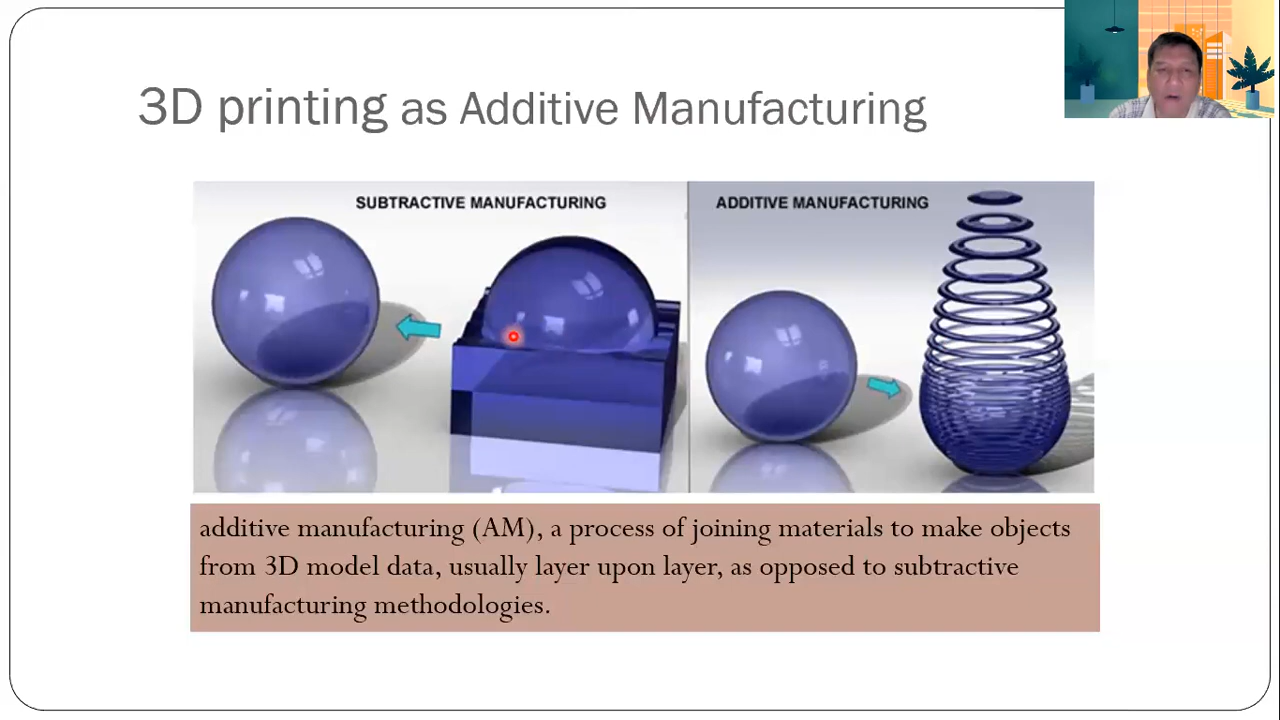 3D printing as Additive Manufacturing
SUBTRACTIVE MANUFACTURING
ADDITIVE MANUFACTURING
additive manufacturing (AM), a process of joining materials to make objects
from 3D model data, usually layer upon layer, as opposed to subtractive
manufacturing methodologies.